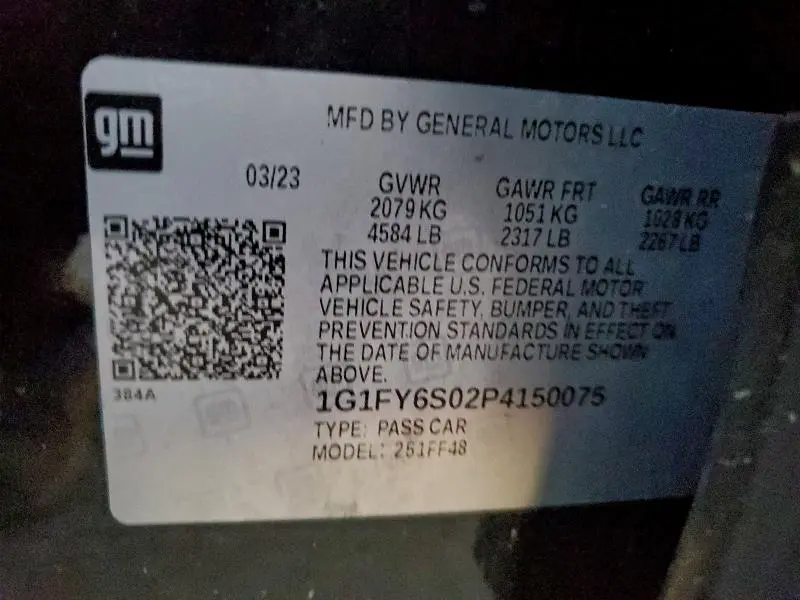 gm
MFD BY GENERAL MOTORS LLC
03/23 GVWR GAWR FRT GAWR RR
2079 KG 1051 KG 1028 KG
4584 LB 2317 LB 2267 LB
THIS VEHICLE CONFORMS TO ALL
APPLICABLE U.S. FEDERAL MOTOR
VEHICLE SAFETY, BUMPER, AND THEFT
PREVENTION STANDARDS IN EFFECT ON
THE DATE OF MANUFACTURE SHOWN
ABOVE.
384A
1G1FY6S02P4150075
TYPE: PASS CAR
MODEL: 251FF48